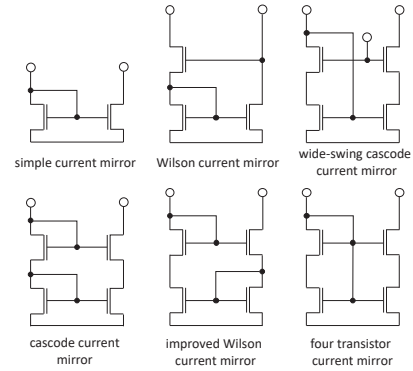 simple current mirror
Wilson current mirror
wide-swing cascode
current mirror
cascode current
mirror
improved Wilson
current mirror
four transistor
current mirror